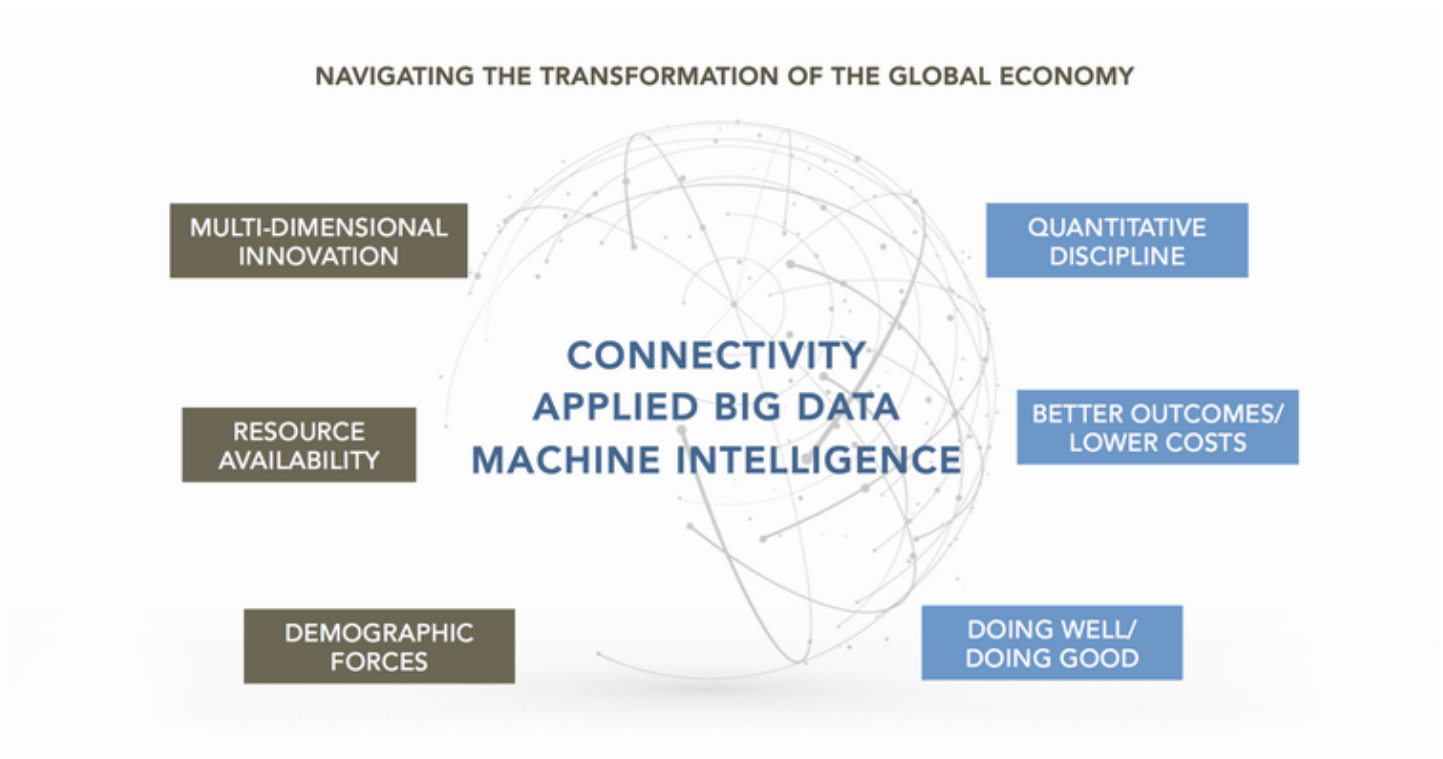 NAVIGATING THE TRANSFORMATION OF THE GLOBAL ECONOMY
MULTI-DIMENSIONAL
INNOVATION
RESOURCE
AVAILABILITY
DEMOGRAPHIC
FORCES
CONNECTIVITY
APPLIED BIG DATA
MACHINE INTELLIGENCE
QUANTITATIVE
DISCIPLINE
BETTER OUTCOMES/
LOWER COSTS
DOING WELL/
DOING GOOD